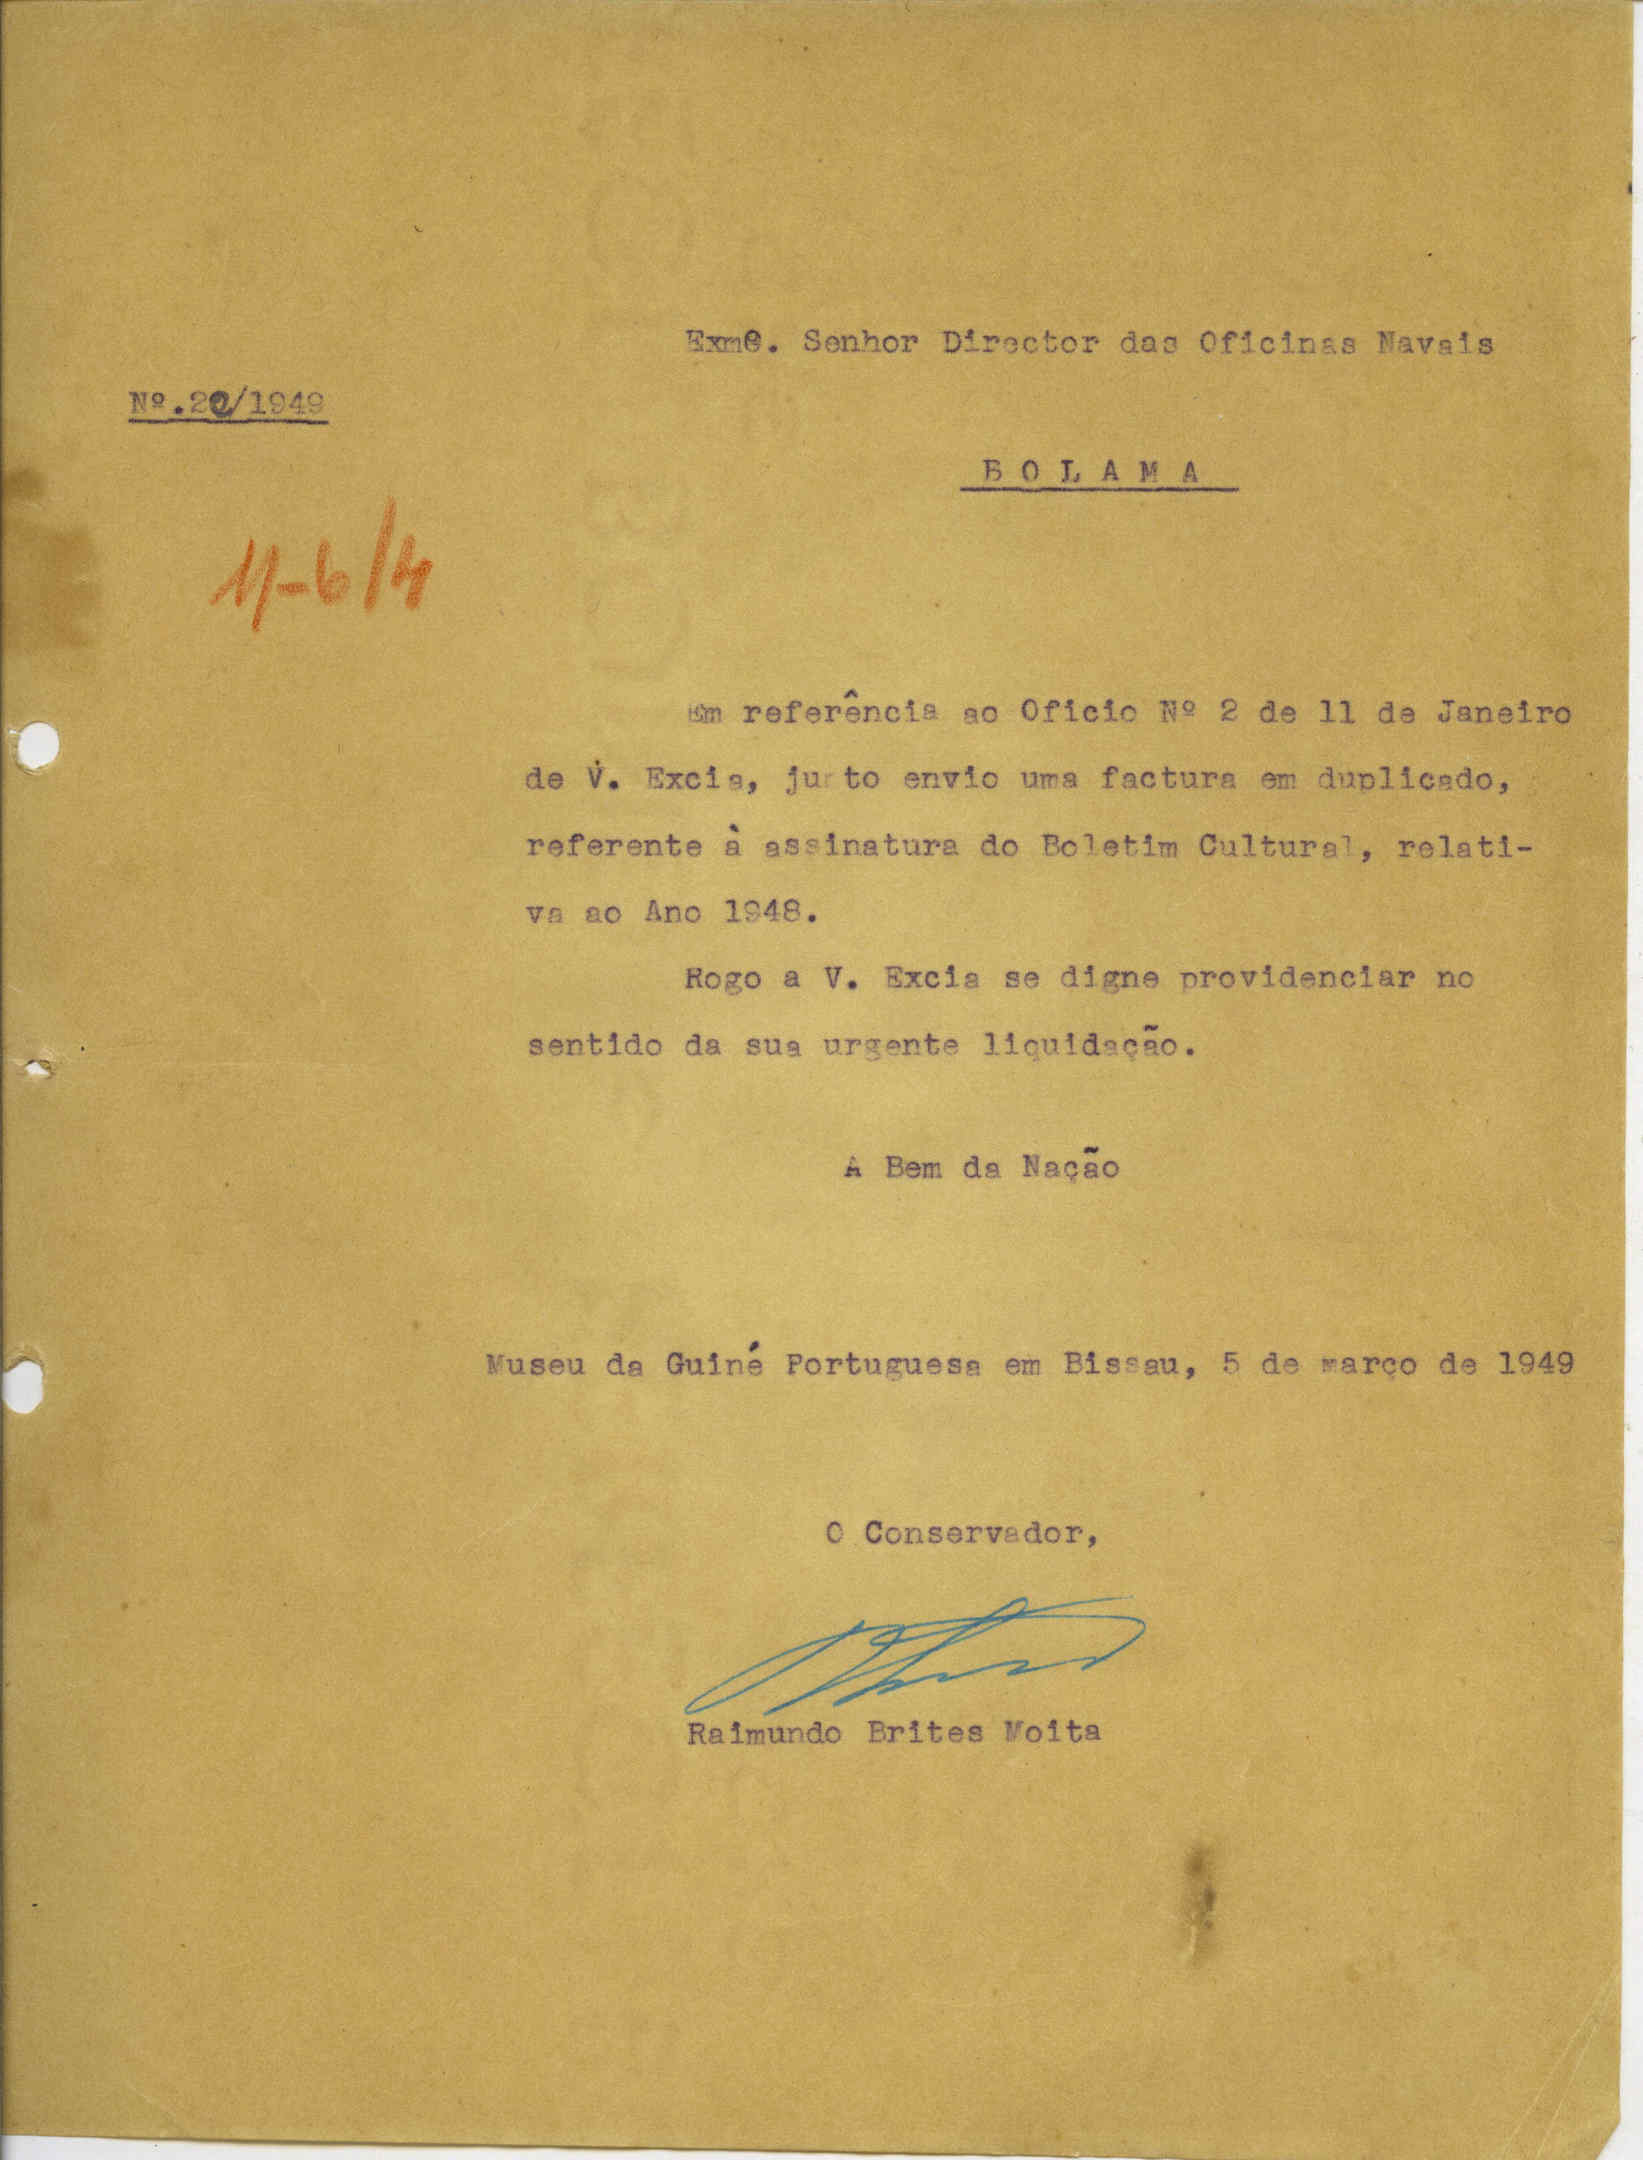 Exmº. Senhor Director das Oficinas Navais
Nº.20/1949
B O L A M A
11-6/4
Em referência ao Oficio Nº 2 de 11 de Janeiro
de V. Excia, junto envio uma factura em duplicado,
referente à assinatura do Boletim Cultural, relati-
va ao Ano 1948.
Rogo a V. Excia se digne providenciar no
sentido da sua urgente liquidação.
A Bem da Nação
Museu da Guiné Portuguesa em Bissau, 5 de março de 1949
O Conservador,
Raimundo Brites Moita